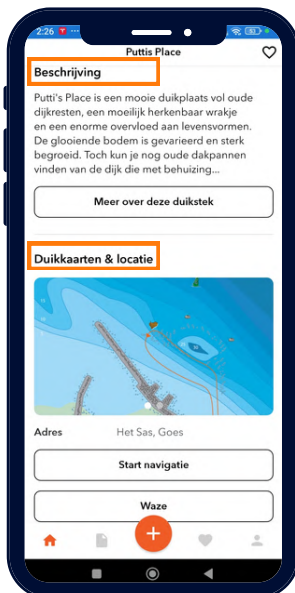 2:26
Puttis Place
Beschrijving
Putti's Place is een mooie duikplaats vol oude
dijkresten, een moeilijk herkenbaar wrakje
en een enorme overvloed aan levensvormen.
De glooiende bodem is gevarieerd en sterk
begroeid. Toch kun je nog oude dakpannen
vinden van de dijk die met behuizing...
Meer over deze duikstek
Duikkaarten & locatie
Adres Het Sas, Goes
Start navigatie
Waze